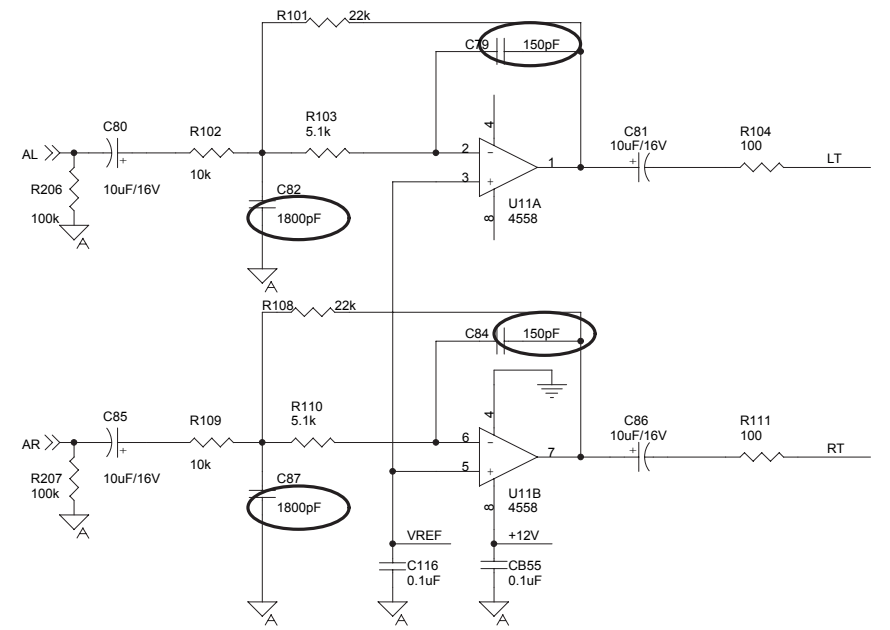 R101 22k
C79 150pF
R103
5.1k
C80
R102
AL
10uF/16V
10k
R206
100k
A
C82
1800pF
A
4
2 -
3 +
1
8
U11A
4558
C81
10uF/16V
R104
100
LT
R108 22k
C84 150pF
R110
5.1k
C85
R109
AR
10uF/16V
10k
R207
100k
A
C87
1800pF
A
4
6 -
5 +
7
8
U11B
4558
C86
10uF/16V
R111
100
RT
VREF
C116
0.1uF
A
+12V
CB55
0.1uF
A